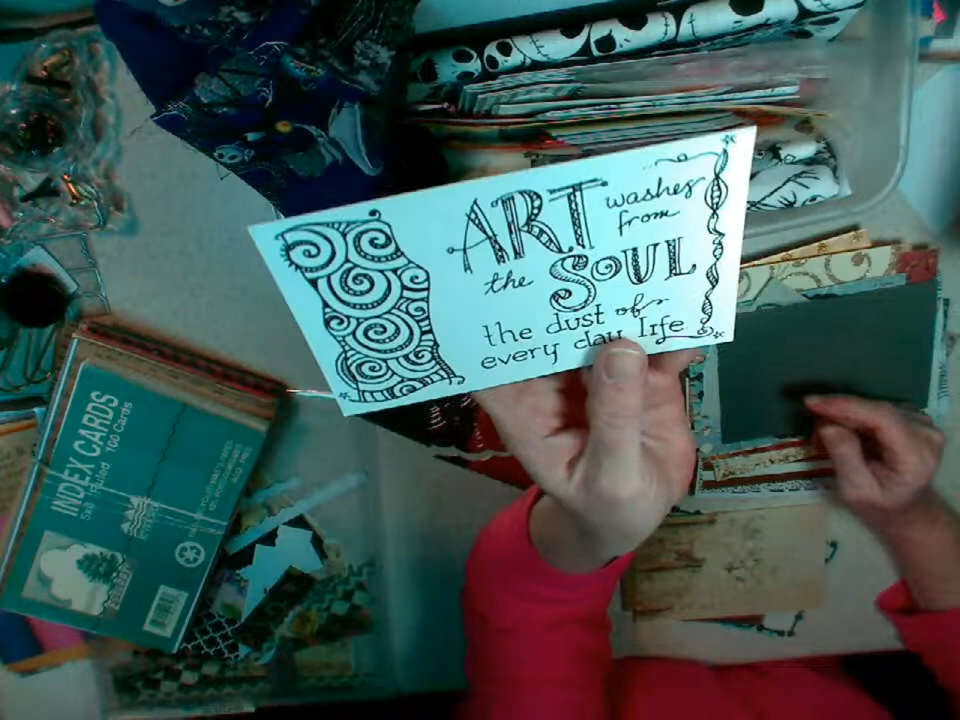 ART washes
from
the SOUL
the dust of
every day life
INDEX CARDS
5x8 Ruled 100 Cards